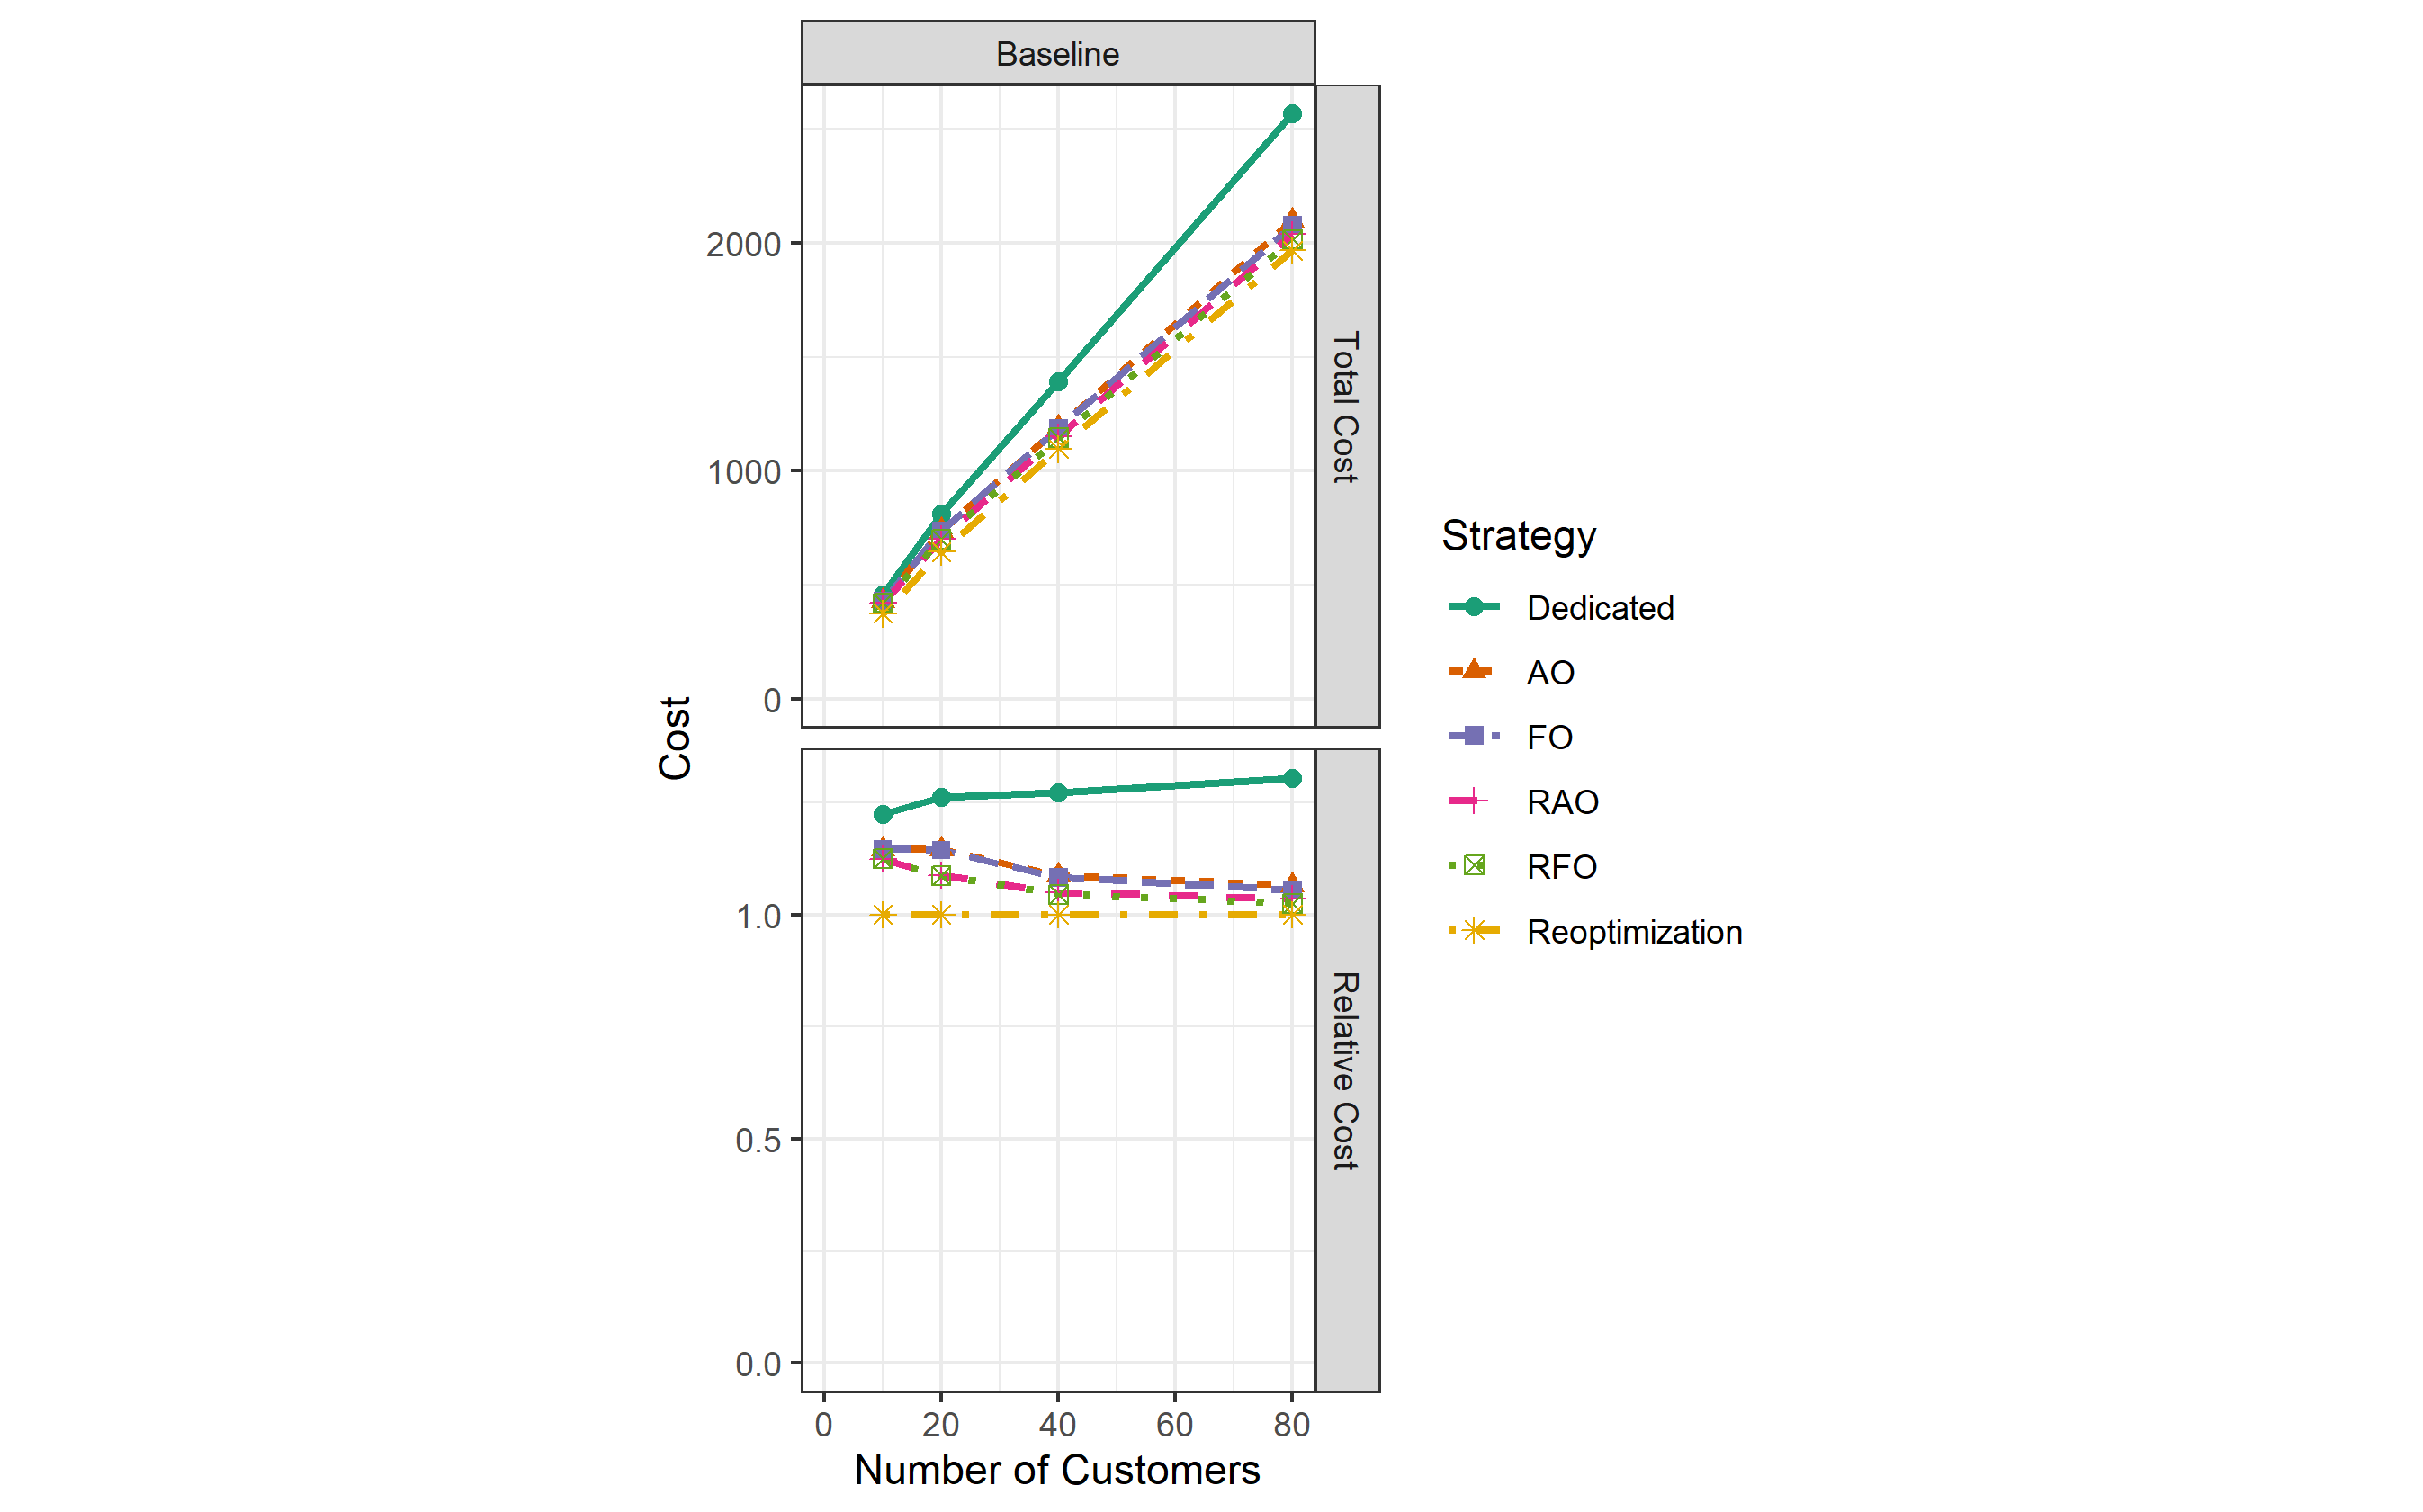 Baseline
2000
1000
0
Total Cost
Cost
1.0
0.5
0.0
Relative Cost
0 20 40 60 80
Number of Customers
Strategy
Dedicated
AO
FO
RAO
RFO
Reoptimization